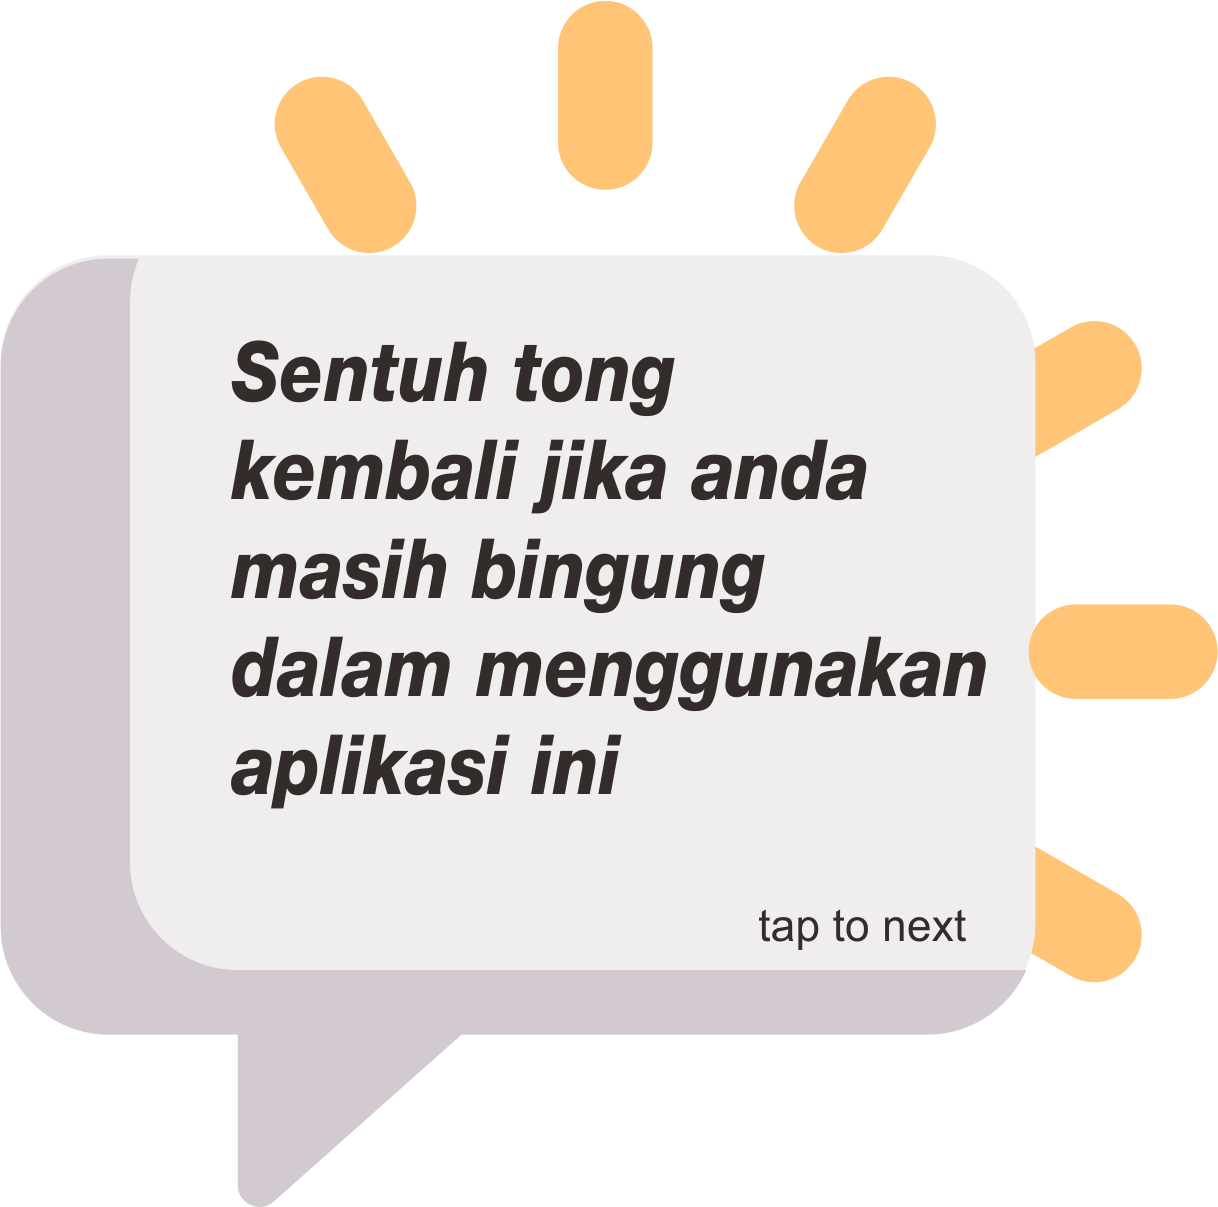 Sentuh tong
kembali jika anda
masih bingung
dalam menggunakan
aplikasi ini
tap to next